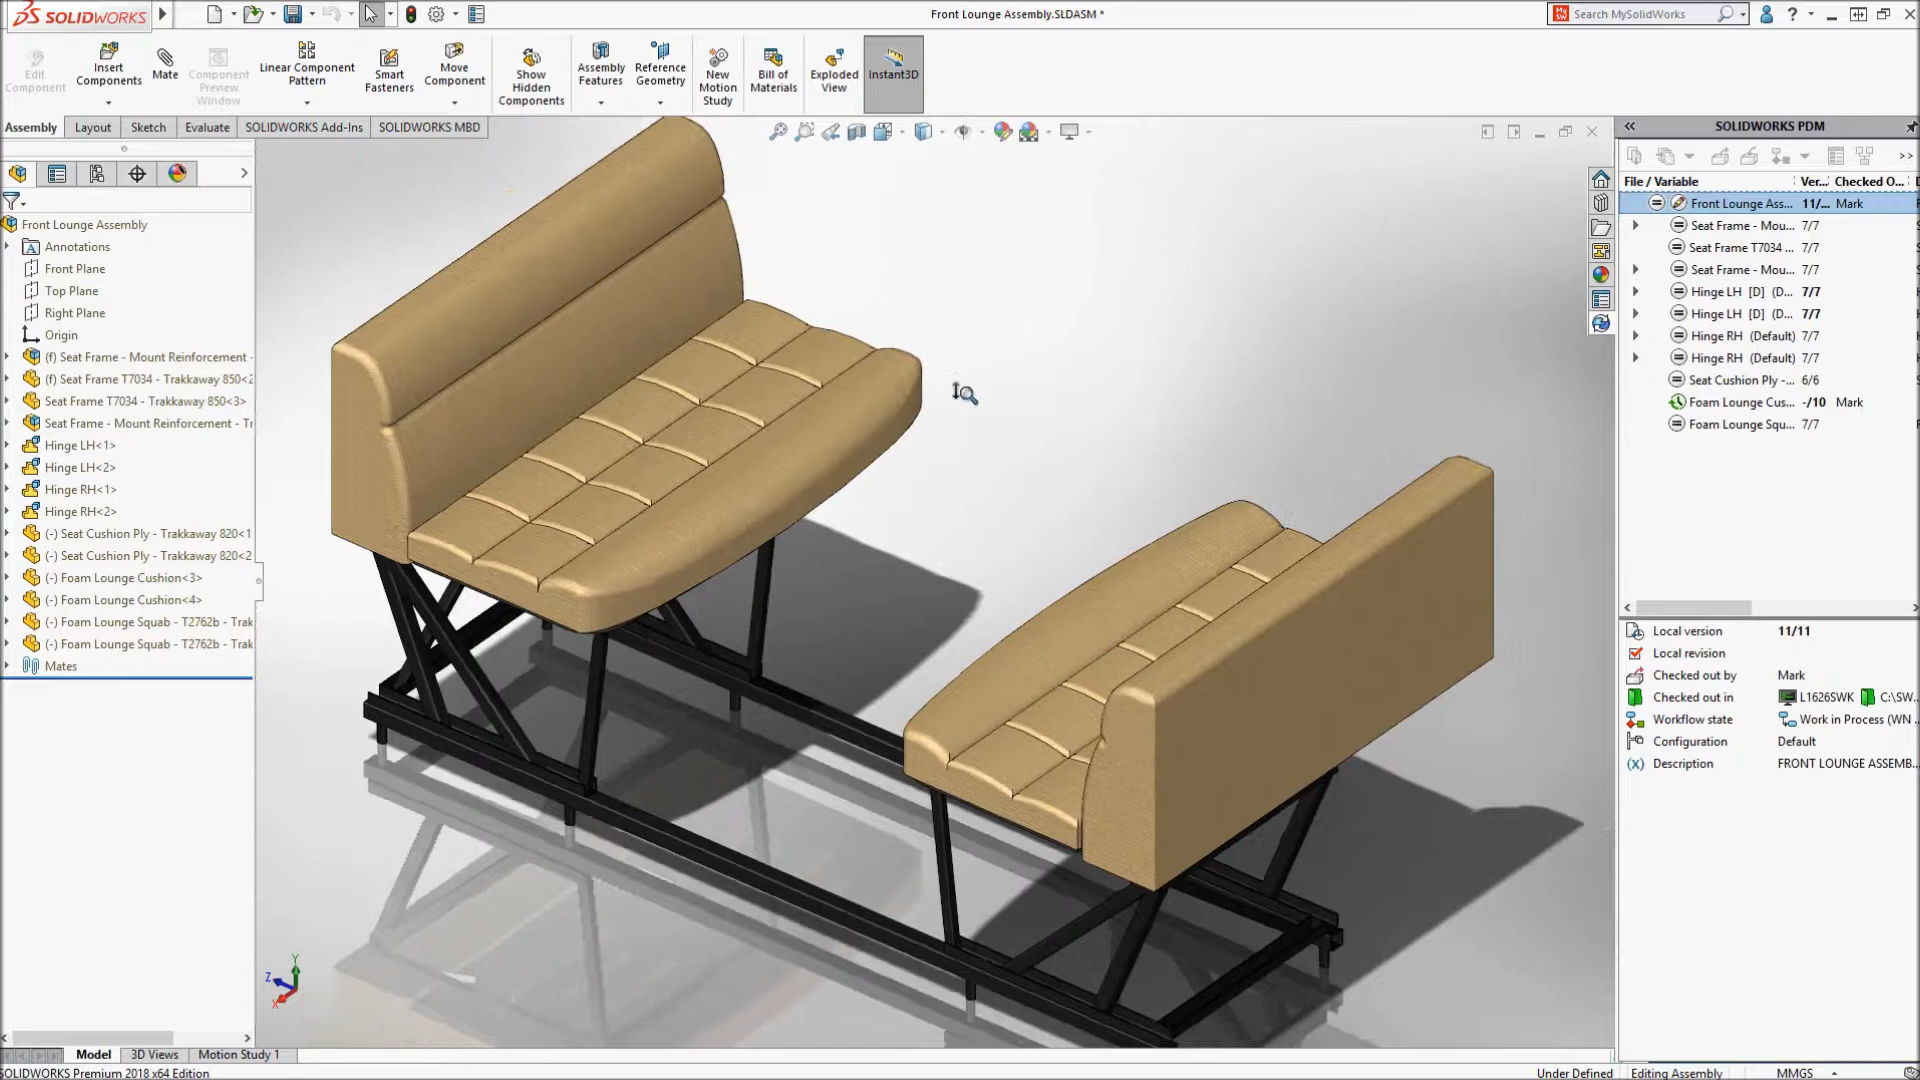 SOLIDWORKS
Front Lounge Assembly.SLDASM *
My SW
Search MySolidWorks
?
Edit Component
Insert Components
Mate
Component Preview Window
Linear Component Pattern
Smart Fasteners
Move Component
Show Hidden Components
Assembly Features
Reference Geometry
New Motion Study
Bill of Materials
Exploded View
Instant3D
Assembly
Layout
Sketch
Evaluate
SOLIDWORKS Add-Ins
SOLIDWORKS MBD
Front Lounge Assembly
Annotations
Front Plane
Top Plane
Right Plane
Origin
(f) Seat Frame - Mount Reinforcement -
(f) Seat Frame T7034 - Trakkaway 850<2
Seat Frame T7034 - Trakkaway 850<3>
Seat Frame - Mount Reinforcement - Tr
Hinge LH<1>
Hinge LH<2>
Hinge RH<1>
Hinge RH<2>
(-) Seat Cushion Ply - Trakkaway 820<1
(-) Seat Cushion Ply - Trakkaway 820<2
(-) Foam Lounge Cushion<3>
(-) Foam Lounge Cushion<4>
(-) Foam Lounge Squab - T2762b - Trak
(-) Foam Lounge Squab - T2762b - Trak
Mates
Y
Z
X
SOLIDWORKS PDM
>>
File / Variable Ver... Checked O...
Front Lounge Ass... 11/... Mark
Seat Frame - Mou... 7/7
Seat Frame T7034 ... 7/7
Seat Frame - Mou... 7/7
Hinge LH [D] (D... 7/7
Hinge LH [D] (D... 7/7
Hinge RH (Default) 7/7
Hinge RH (Default) 7/7
Seat Cushion Ply -... 6/6
Foam Lounge Cus... -/10 Mark
Foam Lounge Squ... 7/7
Local version 11/11
Local revision
Checked out by Mark
Checked out in L1626SWK C:\SW...
Workflow state Work in Process (WN ...
Configuration Default
(x) Description FRONT LOUNGE ASSEMB...
Model
3D Views
Motion Study 1
SOLIDWORKS Premium 2018 x64 Edition
Under Defined
Editing Assembly
MMGS